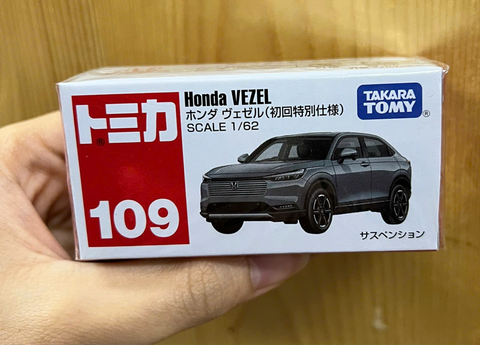 トミカ
109
Honda VEZEL
ホンダ ヴェゼル(初回特別仕様)
SCALE 1/62
TAKARA
TOMY
®
サスペンション